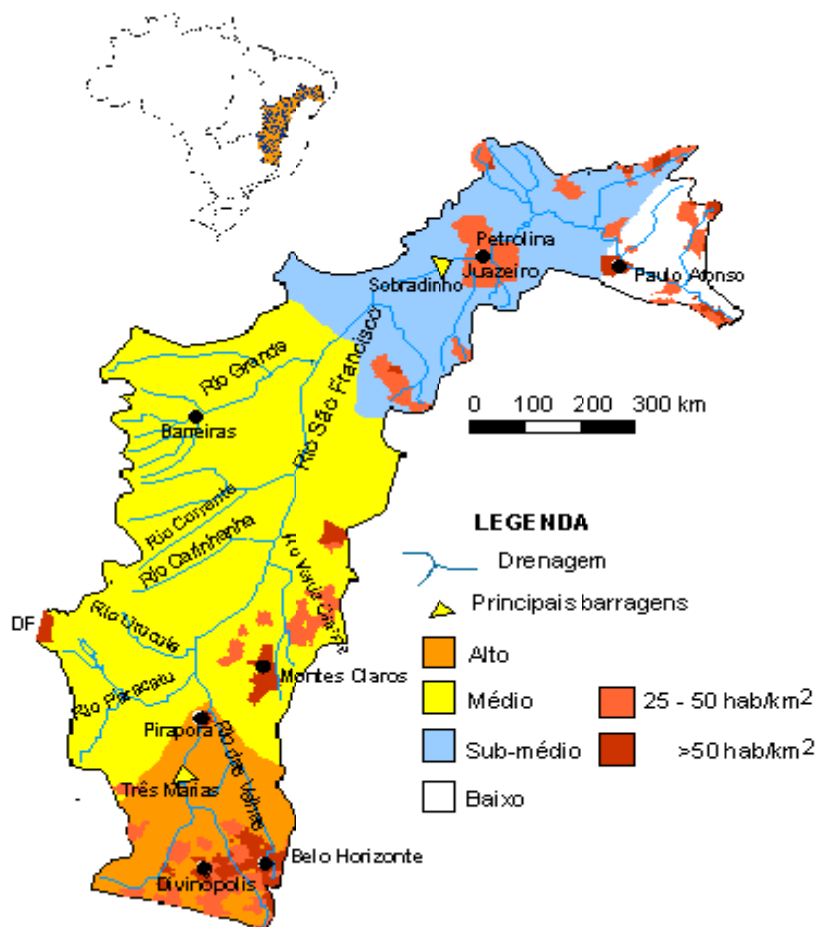 Petrolina
Juazeiro
Sobradinho
Paulo Afonso
Rio Grande
Rio São Francisco
Barreiras
0 100 200 300 km
Rio Corrente
Rio Carinhanha
LEGENDA
Drenagem
Principais barragens
Alto
Médio
25 - 50 hab/km2
Sub-médio
>50 hab/km2
Baixo
DF
Rio Urucuia
Rio Paracatu
Montes Claros
Pirapora
Rio das Velhas
Três Marias
Belo Horizonte
Divinópolis